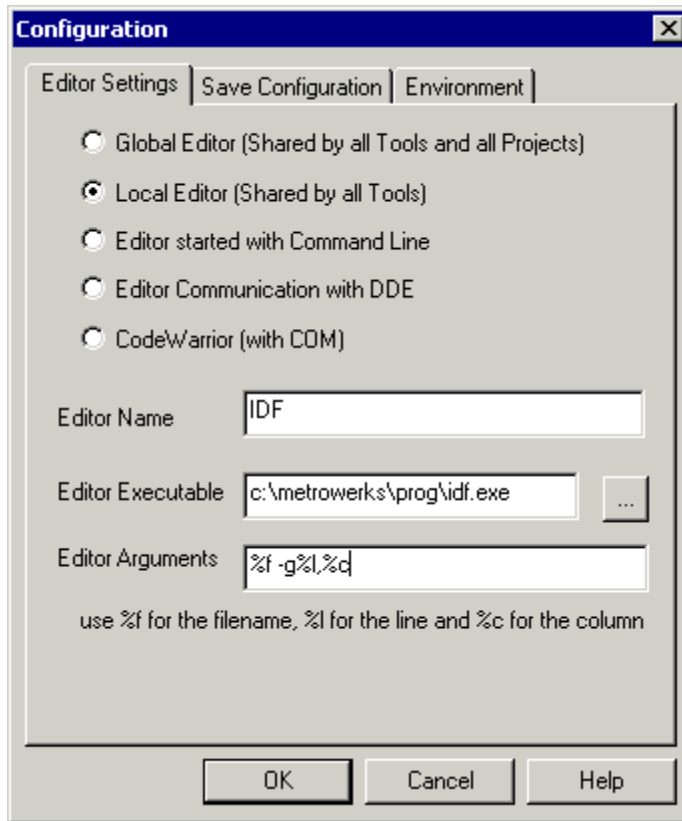 Configuration
Editor Settings Save Configuration Environment
Global Editor (Shared by all Tools and all Projects)
Local Editor (Shared by all Tools)
Editor started with Command Line
Editor Communication with DDE
CodeWarrior (with COM)
Editor Name IDF
Editor Executable c:\metrowerks\prog\idf.exe ...
Editor Arguments %f -g%l,%c
use %f for the filename, %l for the line and %c for the column
OK Cancel Help